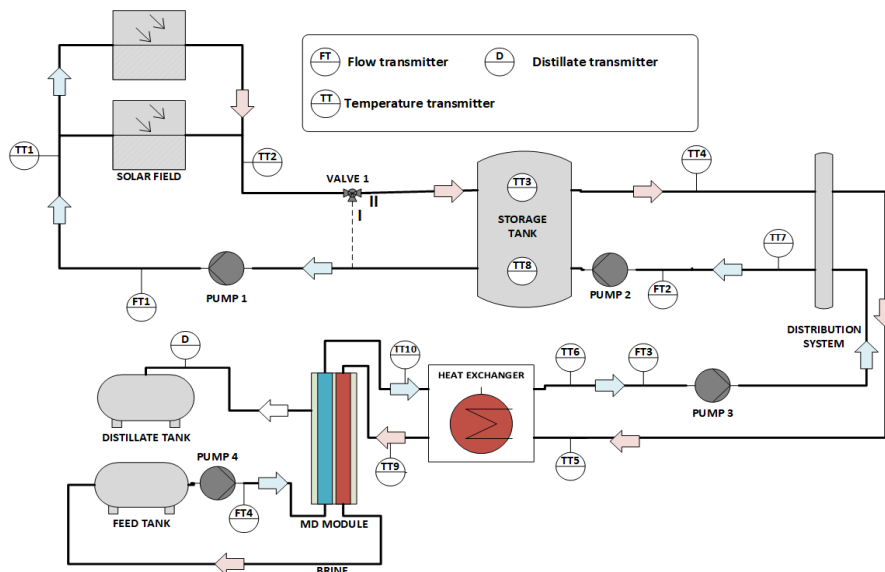 FT
Flow transmitter
D
Distillate transmitter
TT
Temperature transmitter
TT1
SOLAR FIELD
TT2
VALVE 1
I
II
TT3
STORAGE
TANK
TT8
TT4
TT7
FT1
PUMP 1
PUMP 2
FT2
DISTRIBUTION
SYSTEM
D
DISTILLATE TANK
TT10
HEAT EXCHANGER
TT6
FT3
PUMP 3
TT9
TT5
PUMP 4
FT4
FEED TANK
MD MODULE
BRINE